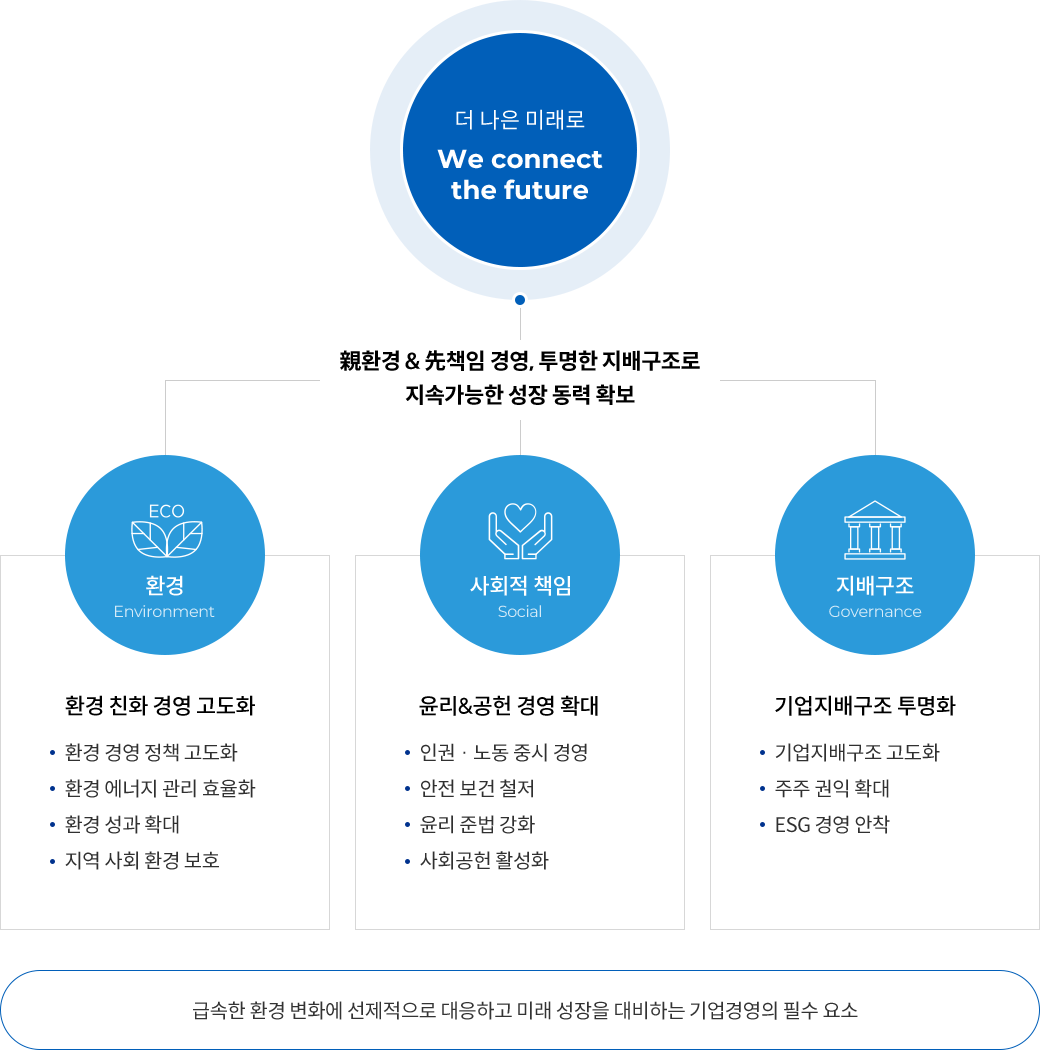 더 나은 미래로
We connect
the future
親환경 & 先책임 경영, 투명한 지배구조로
지속가능한 성장 동력 확보
ECO
환경
Environment
사회적 책임
Social
지배구조
Governance
환경 친화 경영 고도화
• 환경 경영 정책 고도화
• 환경 에너지 관리 효율화
• 환경 성과 확대
• 지역 사회 환경 보호
윤리&공헌 경영 확대
• 인권 · 노동 중시 경영
• 안전 보건 철저
• 윤리 준법 강화
• 사회공헌 활성화
기업지배구조 투명화
• 기업지배구조 고도화
• 주주 권익 확대
• ESG 경영 안착
급속한 환경 변화에 선제적으로 대응하고 미래 성장을 대비하는 기업경영의 필수 요소